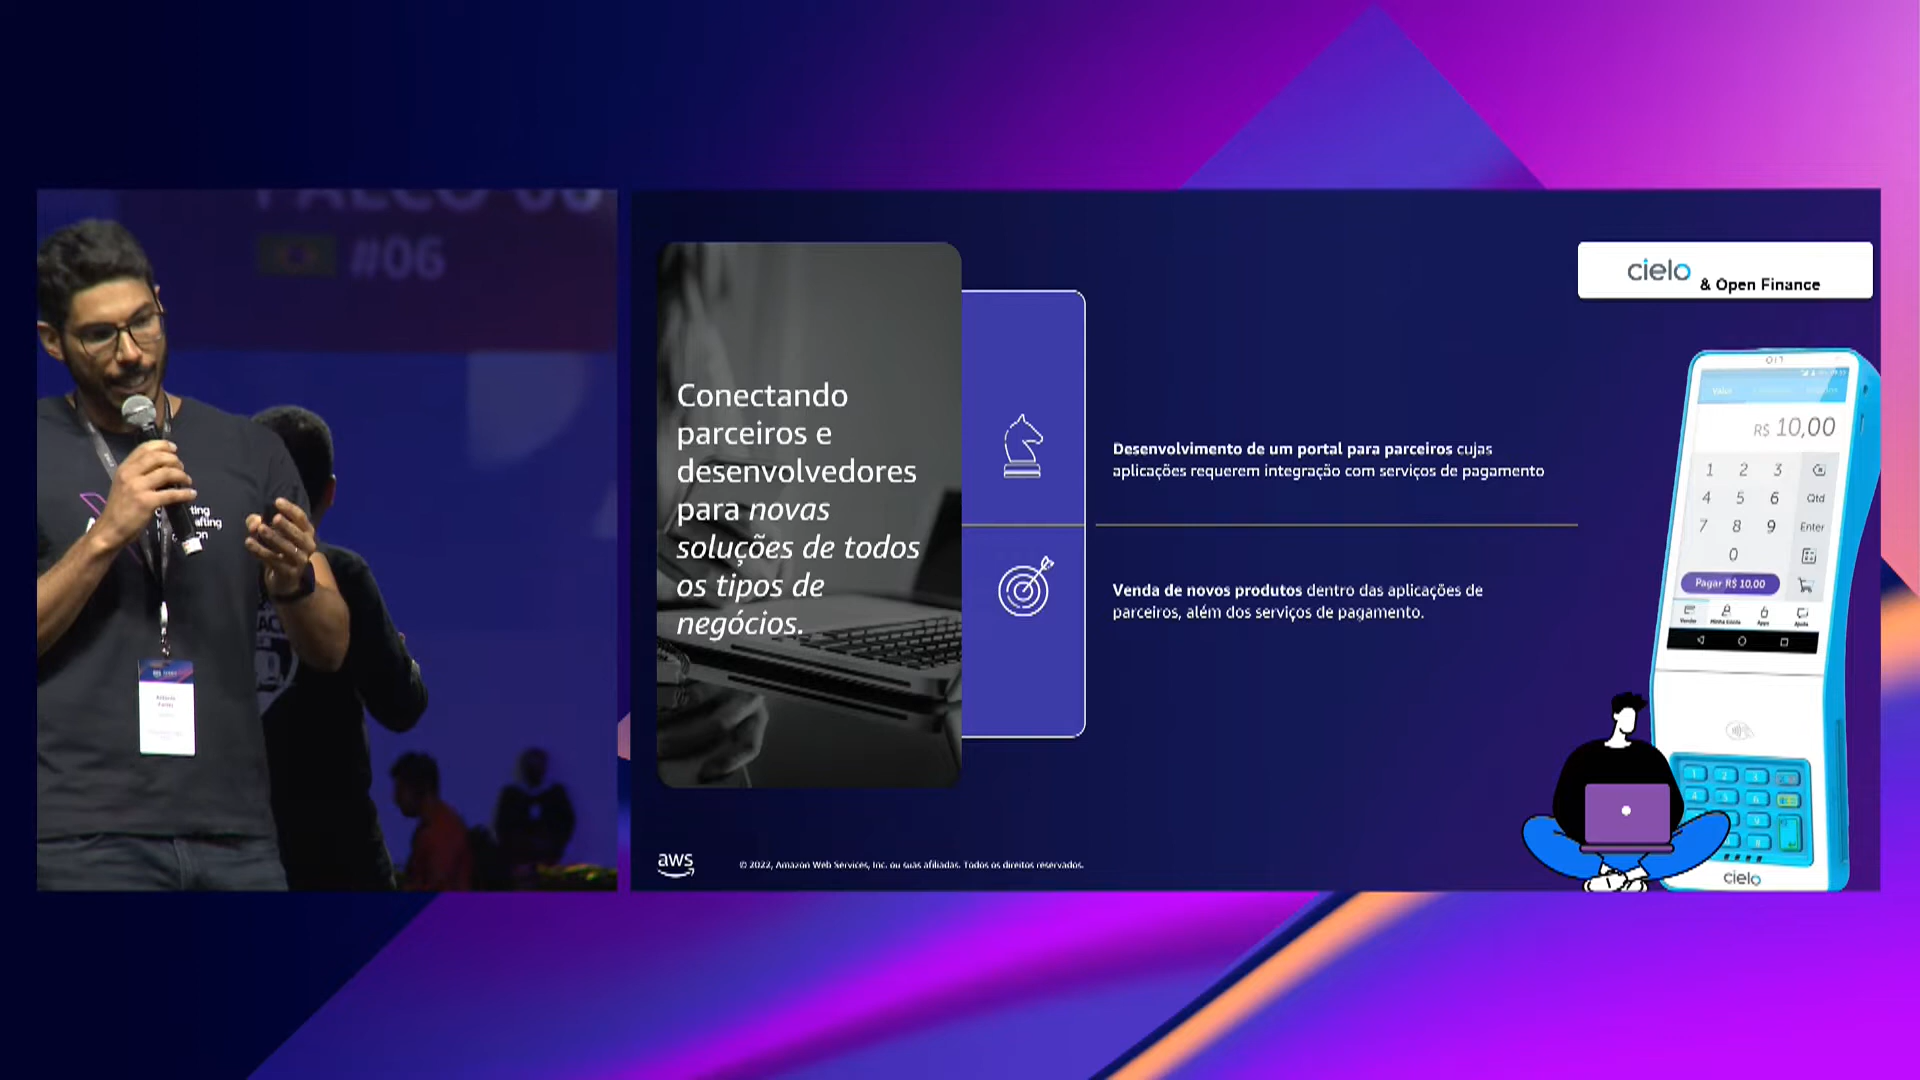 PALCO 06
#06
Conectando
parceiros e
desenvolvedores
para novas
soluções de todos
os tipos de
negócios.
Desenvolvimento de um portal para parceiros cujas
aplicações requerem integração com serviços de pagamento
Venda de novos produtos dentro das aplicações de
parceiros, além dos serviços de pagamento.
cielo
& Open Finance
R$ 10,00
1 2 3
4 5 6 Qtd
7 8 9 Enter
0
Pagar R$ 10,00
cielo
aws
© 2022, Amazon Web Services, Inc. ou suas afiliadas. Todos os direitos reservados.